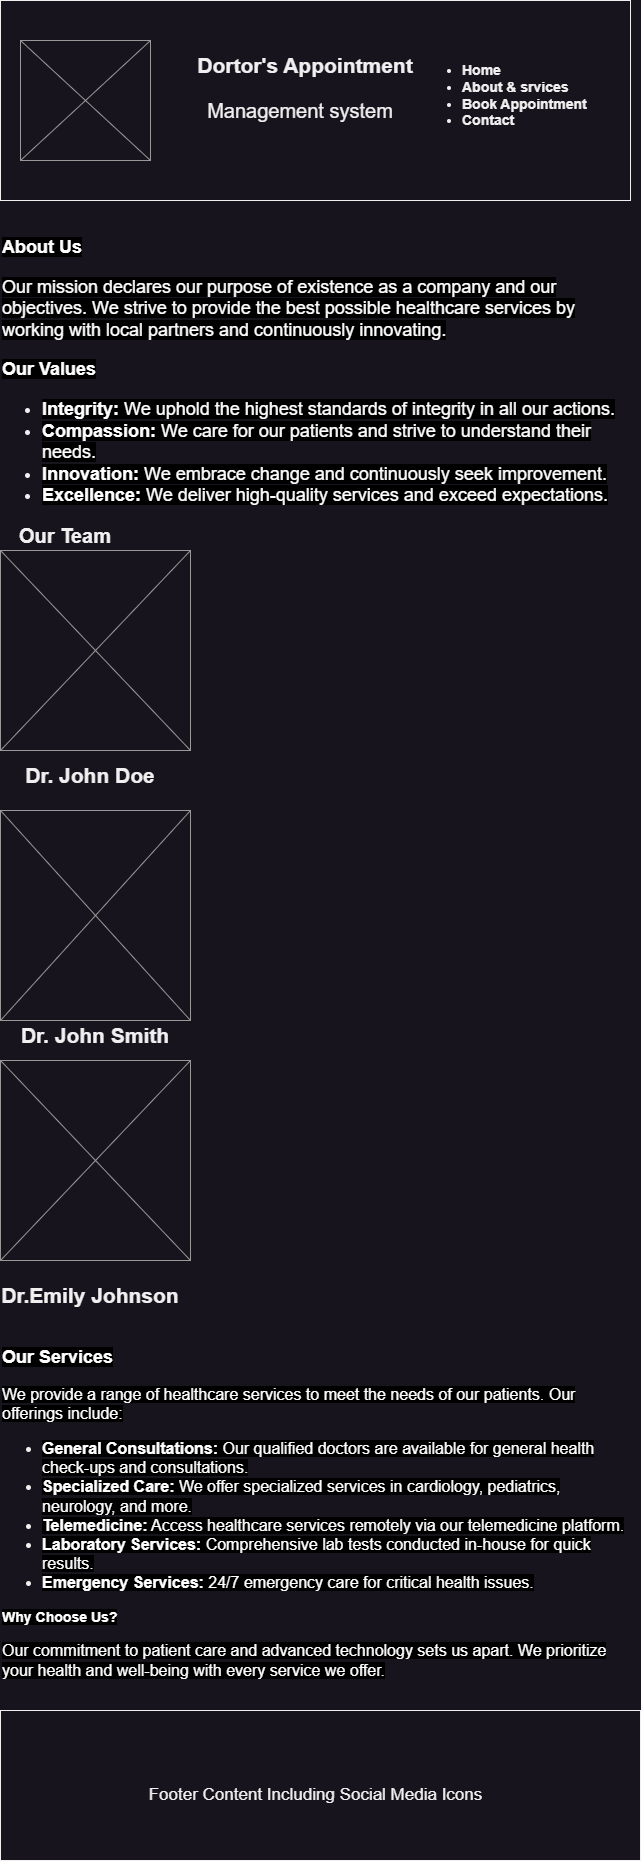 Dortor's Appointment
Management system
Home
About & srvices
Book Appointment
Contact
About Us
Our mission declares our purpose of existence as a company and our
objectives. We strive to provide the best possible healthcare services by
working with local partners and continuously innovating.
Our Values
Integrity: We uphold the highest standards of integrity in all our actions.
Compassion: We care for our patients and strive to understand their
needs.
Innovation: We embrace change and continuously seek improvement.
Excellence: We deliver high-quality services and exceed expectations.
Our Team
Dr. John Doe
Dr. John Smith
Dr.Emily Johnson
Our Services
We provide a range of healthcare services to meet the needs of our patients. Our
offerings include:
General Consultations: Our qualified doctors are available for general health
check-ups and consultations.
Specialized Care: We offer specialized services in cardiology, pediatrics,
neurology, and more.
Telemedicine: Access healthcare services remotely via our telemedicine platform.
Laboratory Services: Comprehensive lab tests conducted in-house for quick
results.
Emergency Services: 24/7 emergency care for critical health issues.
Why Choose Us?
Our commitment to patient care and advanced technology sets us apart. We prioritize
your health and well-being with every service we offer.
Footer Content Including Social Media Icons